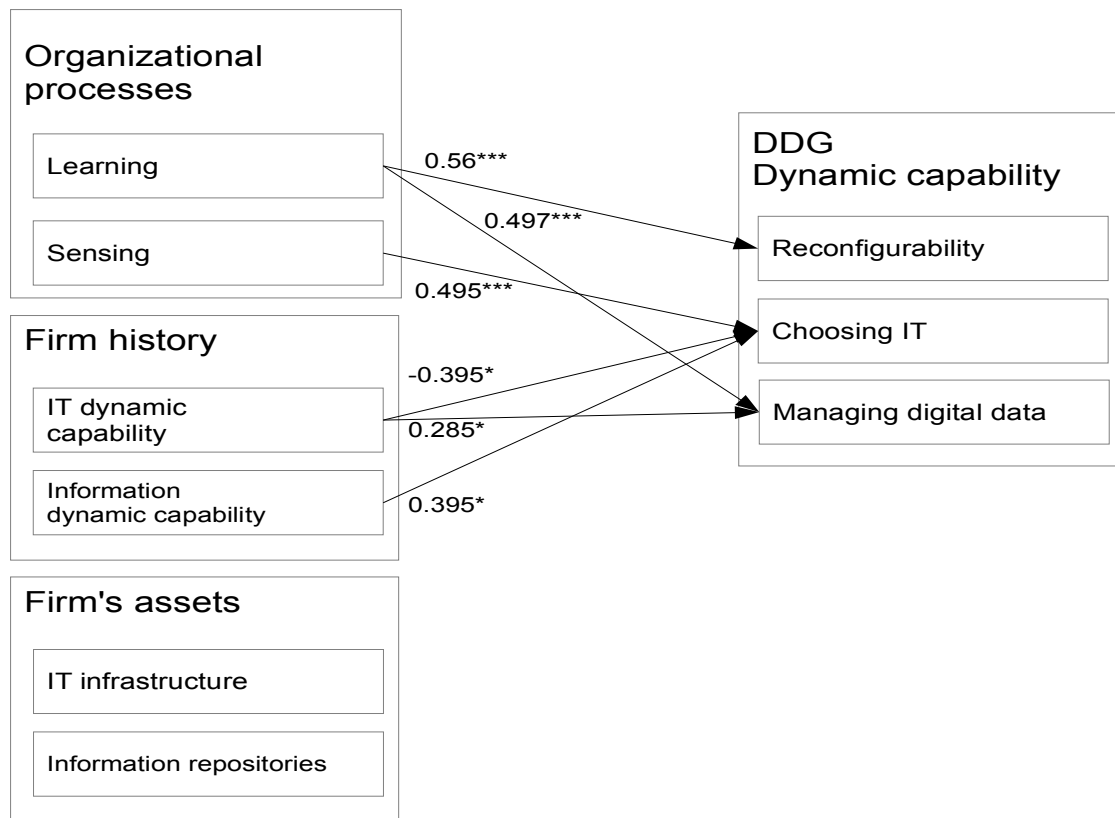 Organizational
processes
Learning
Sensing
Firm history
IT dynamic
capability
Information
dynamic capability
Firm's assets
IT infrastructure
Information repositories
0.56***
0.497***
0.495***
-0.395*
0.285*
0.395*
DDG
Dynamic capability
Reconfigurability
Choosing IT
Managing digital data